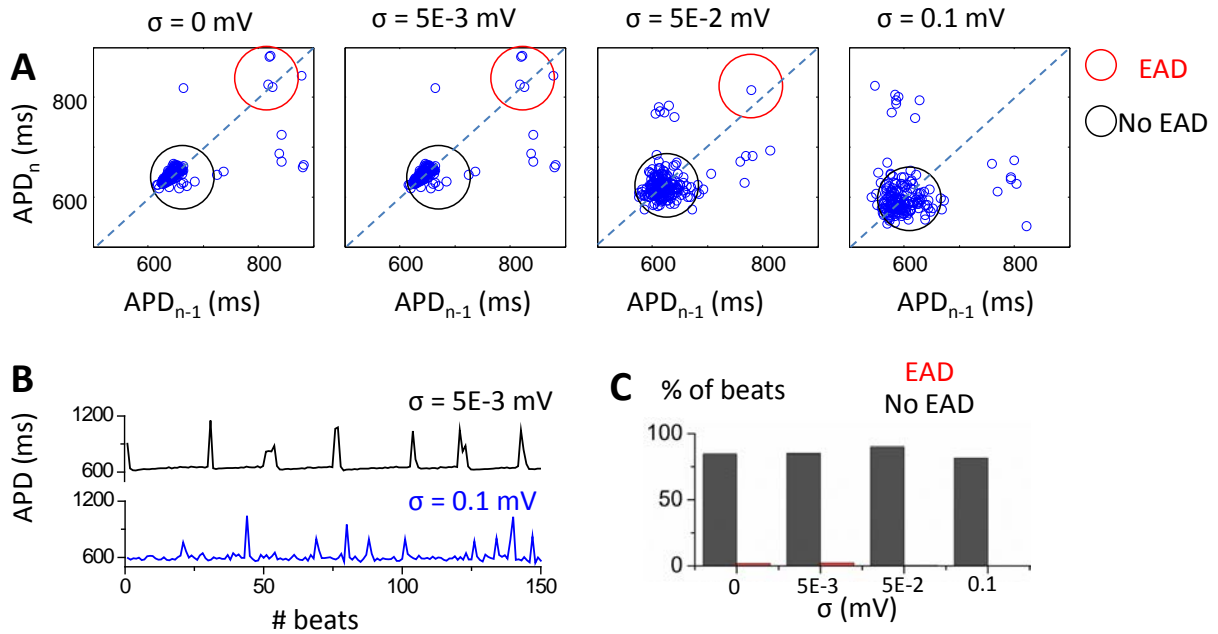 σ = 0 mV
σ = 5E-3 mV
σ = 5E-2 mV
σ = 0.1 mV
A
APDn (ms)
800
600
600 800
600 800
600 800
600 800
APDn-1 (ms)
APDn-1 (ms)
APDn-1 (ms)
APDn-1 (ms)
EAD
No EAD
B
APD (ms)
σ = 5E-3 mV
1200
600
σ = 0.1 mV
1200
600
0 50 100 150
# beats
C
% of beats
EAD
No EAD
100
50
0
0 5E-3 5E-2 0.1
σ (mV)